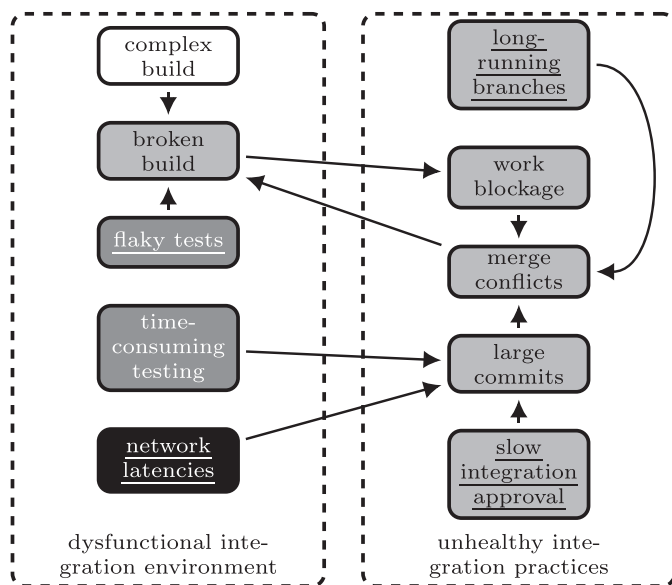 complex
build
broken
build
flaky tests
time-
consuming
testing
network
latencies
dysfunctional inte-
gration environment
long-
running
branches
work
blockage
merge
conflicts
large
commits
slow
integration
approval
unhealthy inte-
gration practices